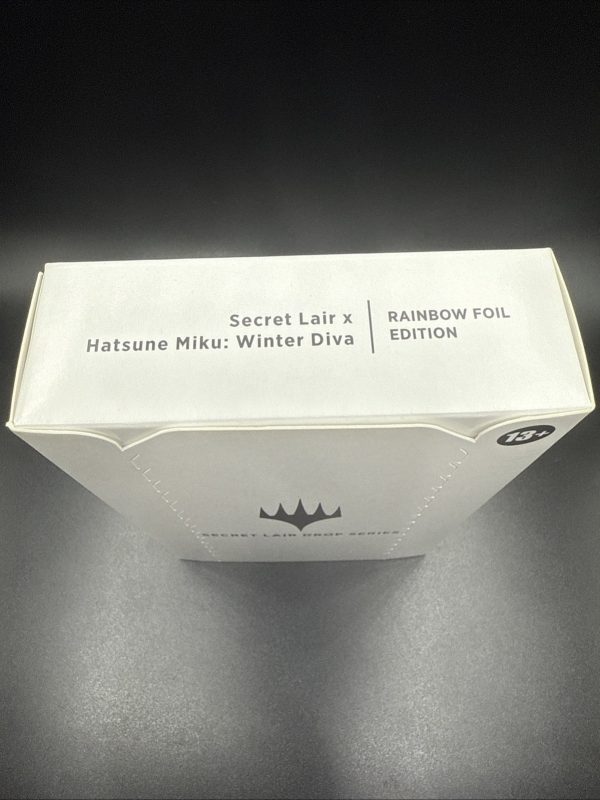 Secret Lair x
Hatsune Miku: Winter Diva
RAINBOW FOIL
EDITION
13+
SECRET LAIR DROP SERIES